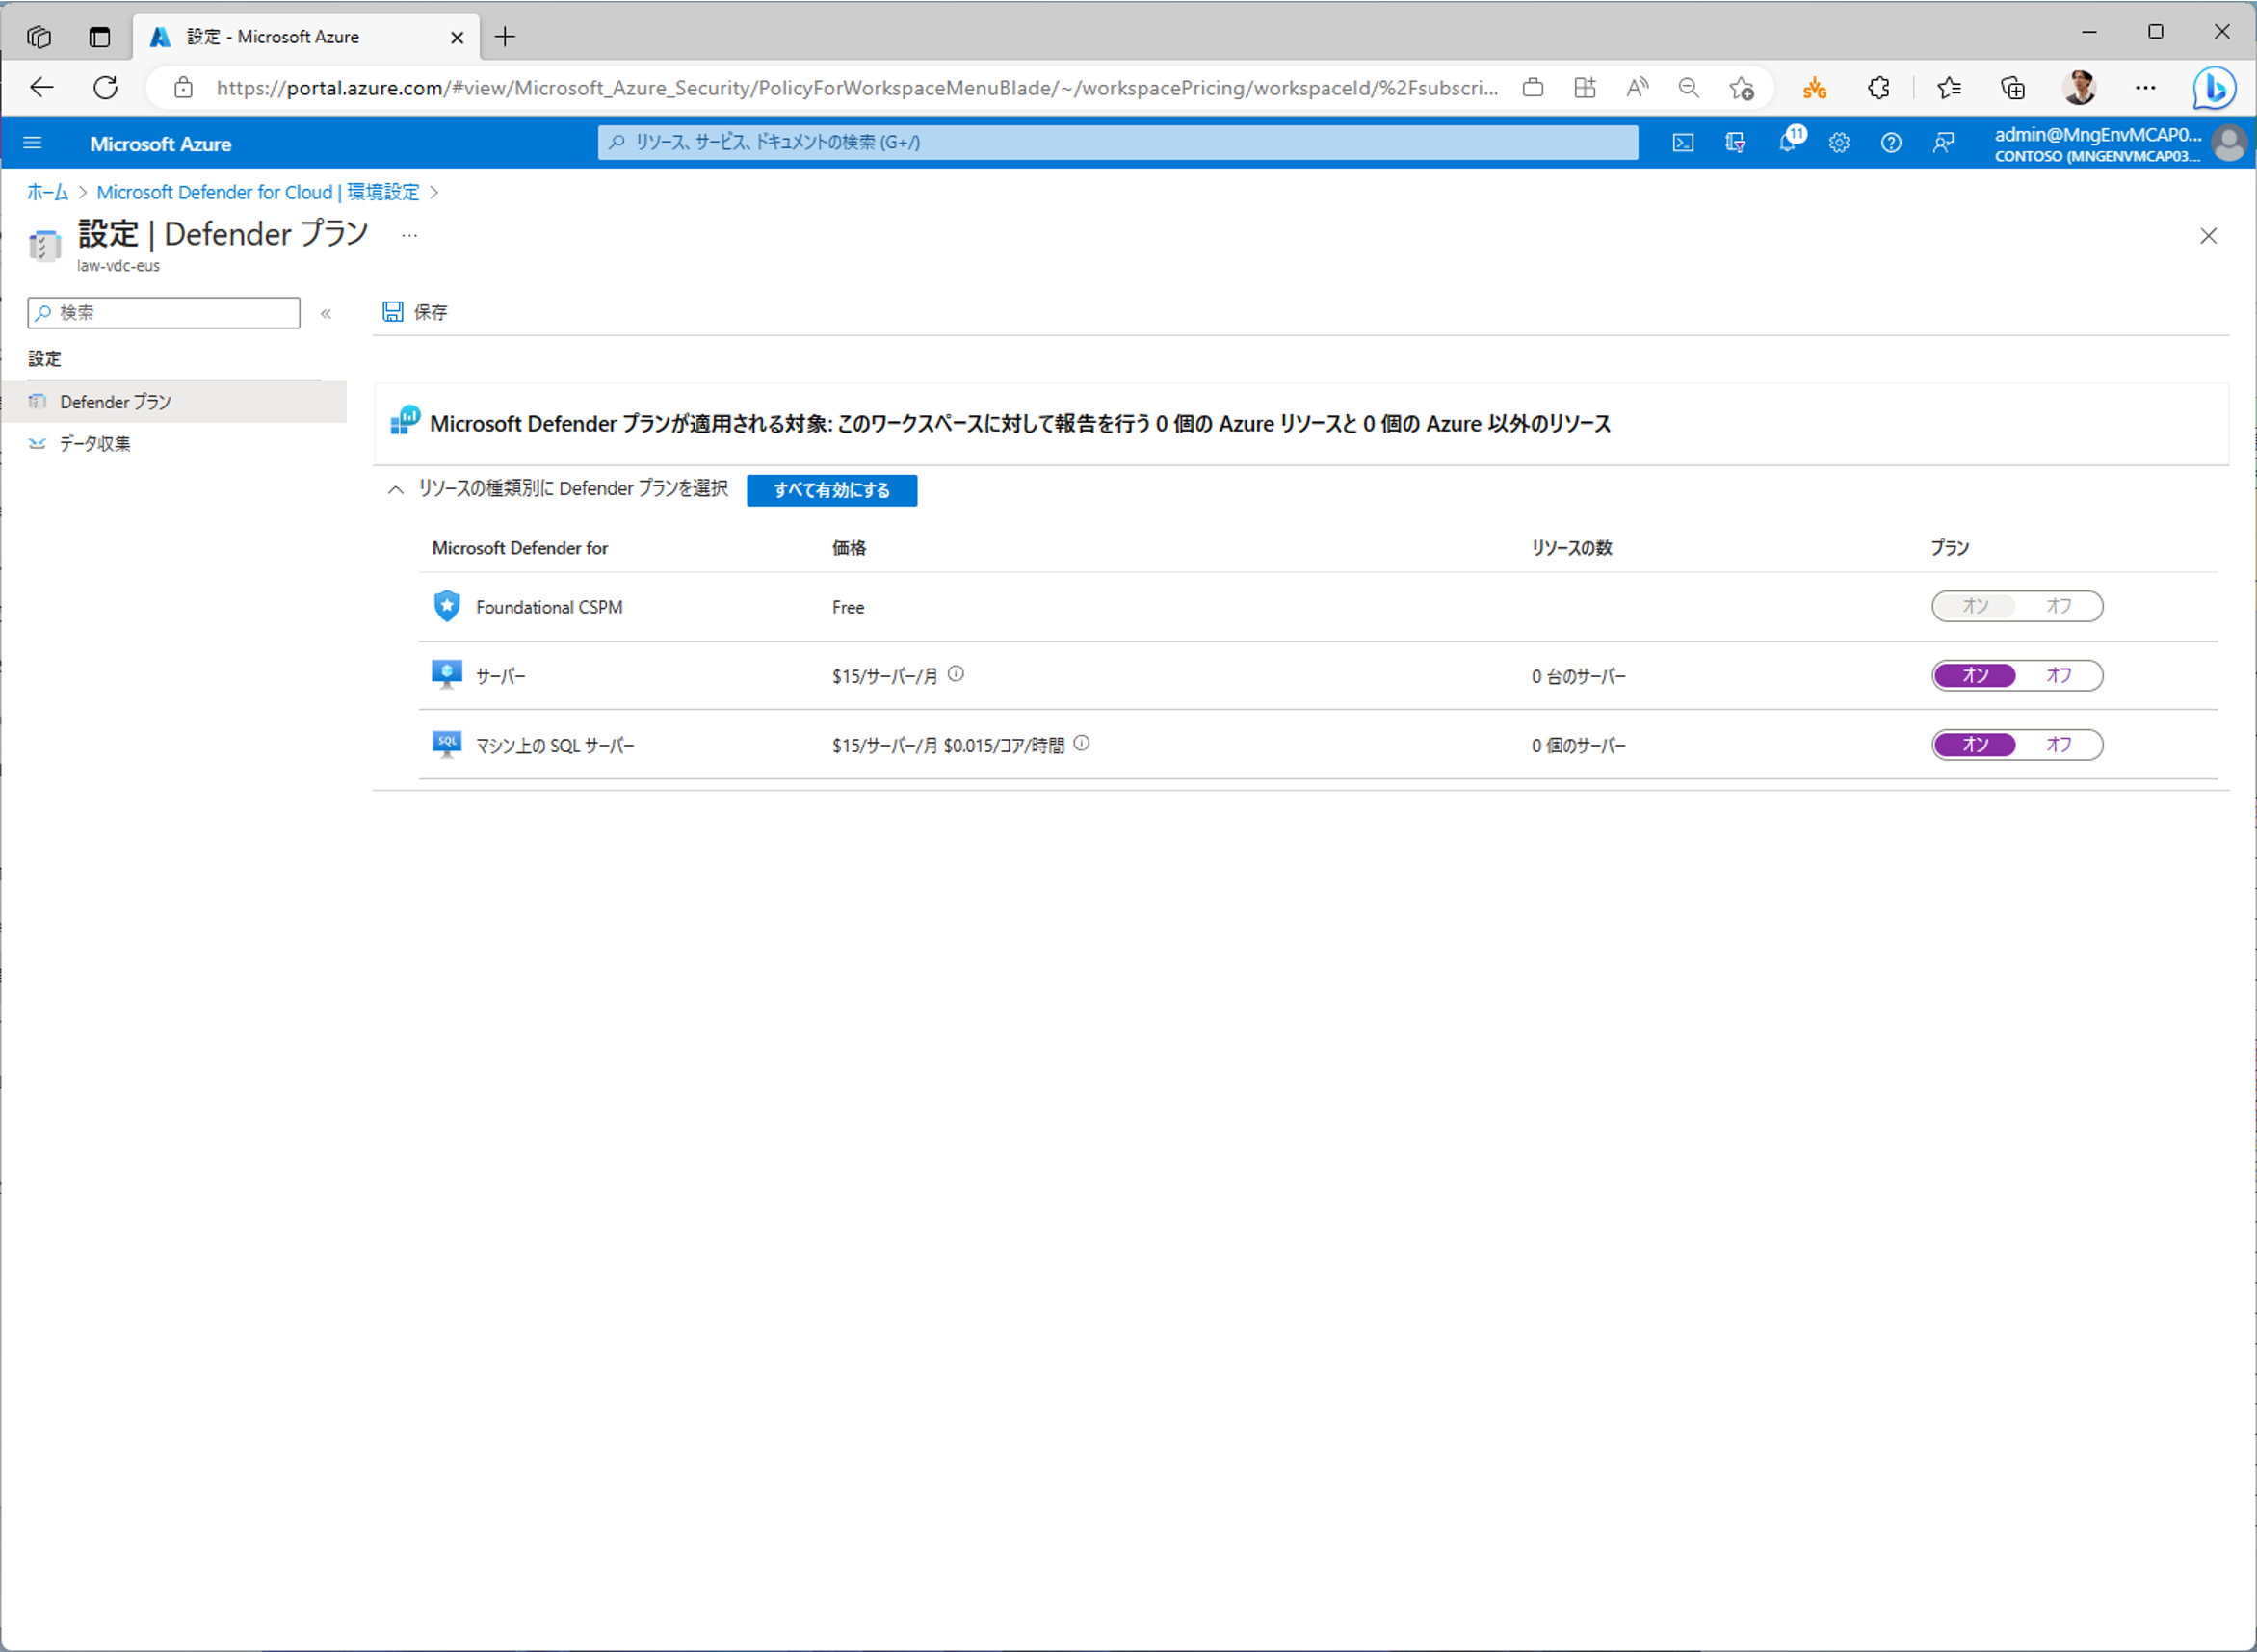 設定 - Microsoft Azure
https://portal.azure.com/#view/Microsoft_Azure_Security/PolicyForWorkspaceMenuBlade/~/workspacePricing/workspaceId/%2Fsubscri...
Microsoft Azure
リソース、サービス、ドキュメントの検索 (G+/)
11
admin@MngEnvMCAP0...
CONTOSO (MNGENVMCAP03...
ホーム > Microsoft Defender for Cloud | 環境設定 >
設定 | Defender プラン ...
law-vdc-eus
検索
«
保存
設定
Defender プラン
データ収集
Microsoft Defender プランが適用される対象: このワークスペースに対して報告を行う 0 個の Azure リソースと 0 個の Azure 以外のリソース
リソースの種類別に Defender プランを選択 すべて有効にする
Microsoft Defender for 価格 リソースの数 プラン
Foundational CSPM Free オン オフ
サーバー $15/サーバー/月 0 台のサーバー オン オフ
SQL マシン上の SQL サーバー $15/サーバー/月 $0.015/コア/時間 0 個のサーバー オン オフ